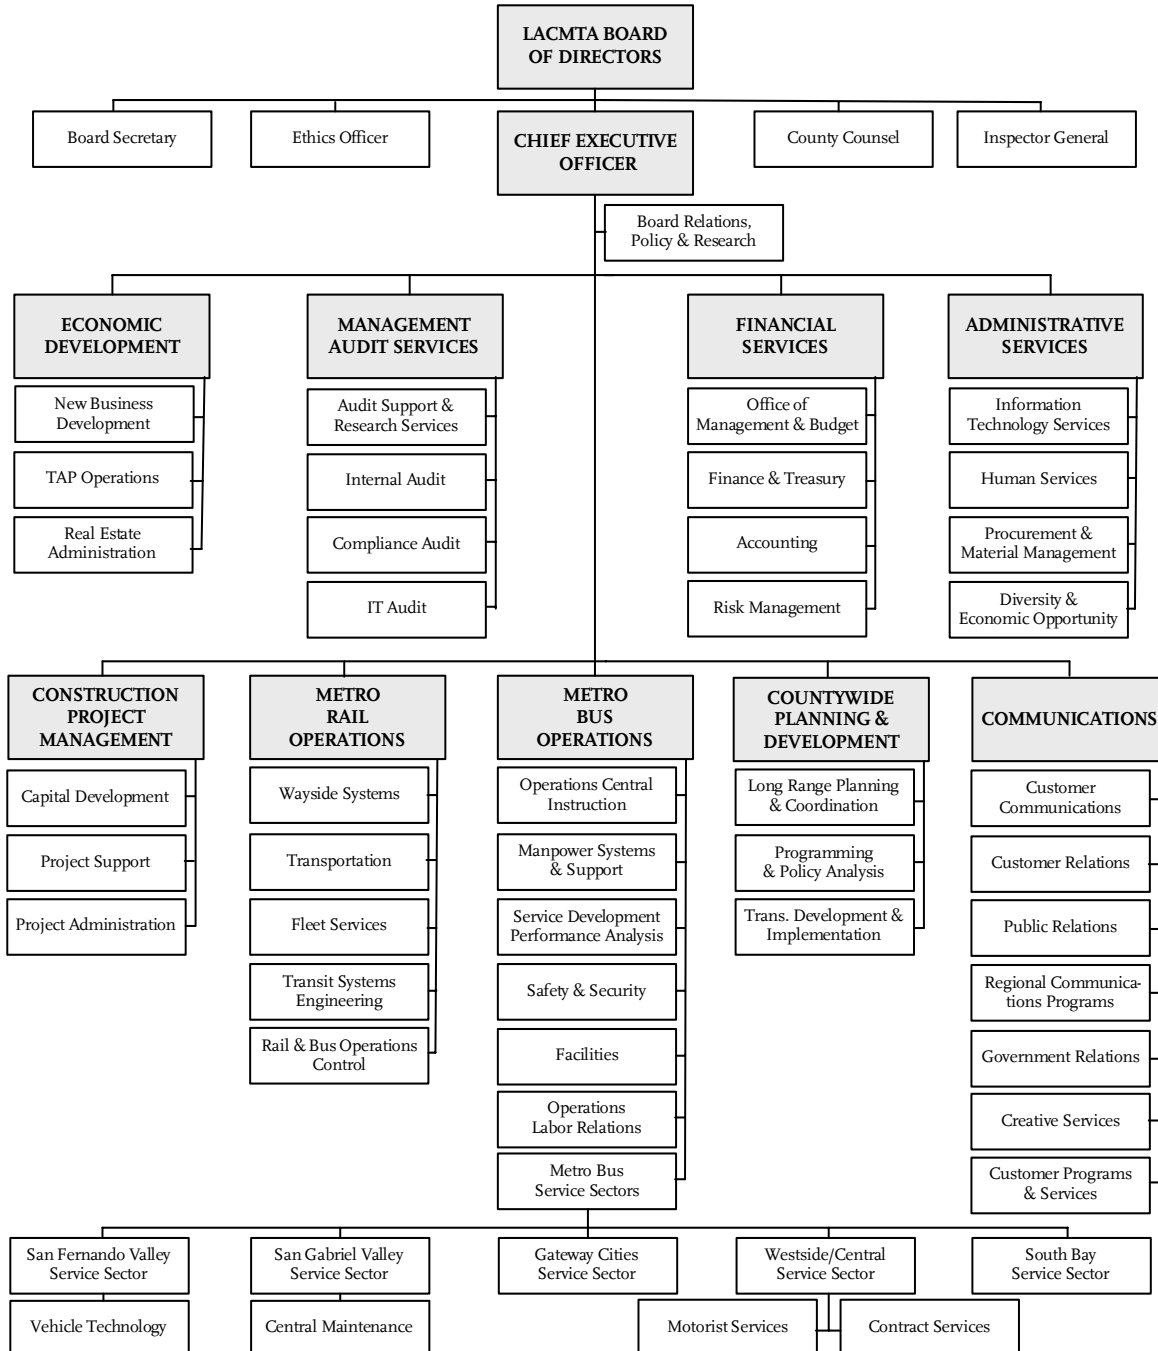 LACMTA BOARD
OF DIRECTORS
Board Secretary
Ethics Officer
CHIEF EXECUTIVE
OFFICER
County Counsel
Inspector General
Board Relations,
Policy & Research
ECONOMIC
DEVELOPMENT
New Business
Development
TAP Operations
Real Estate
Administration
MANAGEMENT
AUDIT SERVICES
Audit Support &
Research Services
Internal Audit
Compliance Audit
IT Audit
FINANCIAL
SERVICES
Office of
Management & Budget
Finance & Treasury
Accounting
Risk Management
ADMINISTRATIVE
SERVICES
Information
Technology Services
Human Services
Procurement &
Material Management
Diversity &
Economic Opportunity
CONSTRUCTION
PROJECT
MANAGEMENT
Capital Development
Project Support
Project Administration
METRO
RAIL
OPERATIONS
Wayside Systems
Transportation
Fleet Services
Transit Systems
Engineering
Rail & Bus Operations
Control
METRO
BUS
OPERATIONS
Operations Central
Instruction
Manpower Systems
& Support
Service Development
Performance Analysis
Safety & Security
Facilities
Operations
Labor Relations
Metro Bus
Service Sectors
COUNTYWIDE
PLANNING &
DEVELOPMENT
Long Range Planning
& Coordination
Programming
& Policy Analysis
Trans. Development &
Implementation
COMMUNICATIONS
Customer
Communications
Customer Relations
Public Relations
Regional Communica-
tions Programs
Government Relations
Creative Services
Customer Programs
& Services
San Fernando Valley
Service Sector
San Gabriel Valley
Service Sector
Gateway Cities
Service Sector
Westside/Central
Service Sector
South Bay
Service Sector
Vehicle Technology
Central Maintenance
Motorist Services
Contract Services